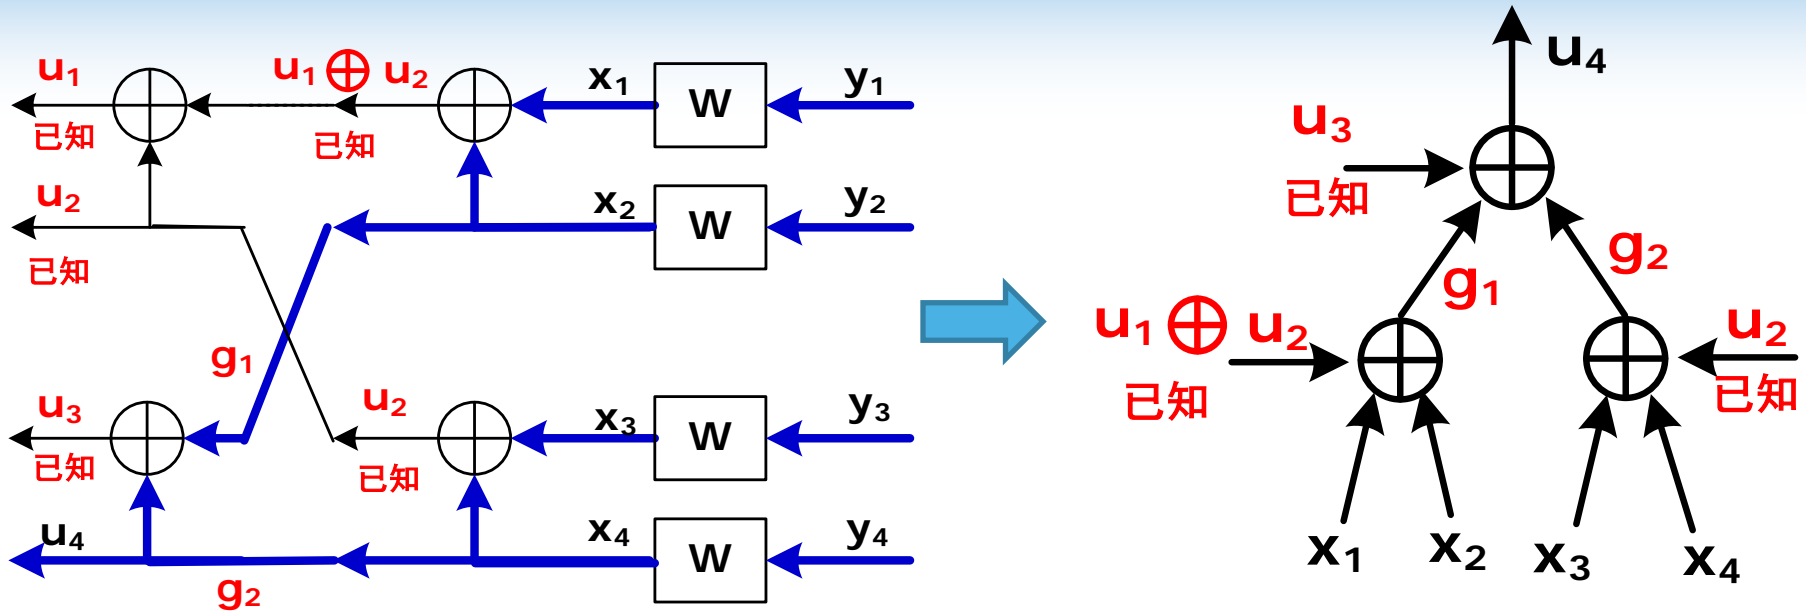 u₁
已知
u₁ ⊕ u₂
已知
x₁
W
y₁
u₂
已知
x₂
W
y₂
g₁
u₃
已知
u₂
已知
x₃
W
y₃
u₄
g₂
x₄
W
y₄
u₄
u₃
已知
g₁
g₂
u₁ ⊕ u₂
已知
u₂
已知
x₁
x₂
x₃
x₄